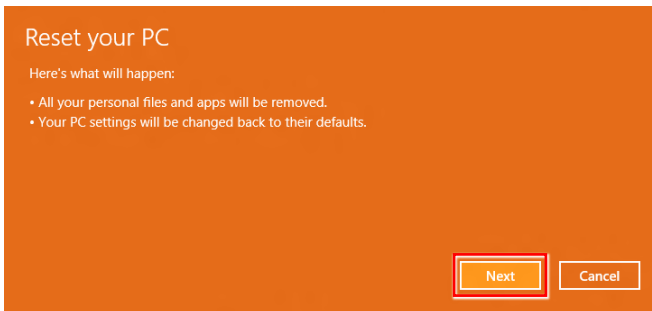 Reset your PC
Here's what will happen:
• All your personal files and apps will be removed.
• Your PC settings will be changed back to their defaults.
Next
Cancel